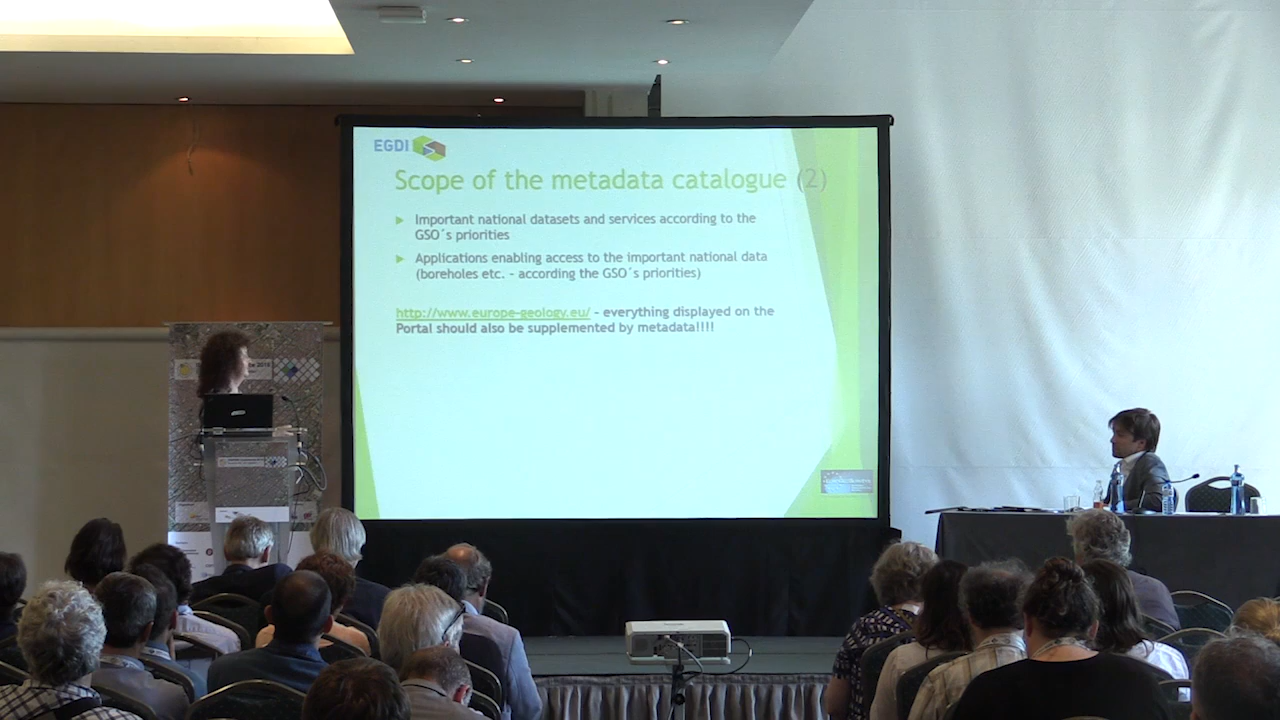 EGDI
Scope of the metadata catalogue (2)
Important national datasets and services according to the
GSO´s priorities
Applications enabling access to the important national data
(boreholes etc. - according the GSO´s priorities)
http://www.europe-geology.eu/ - everything displayed on the
Portal should also be supplemented by metadata!!!!